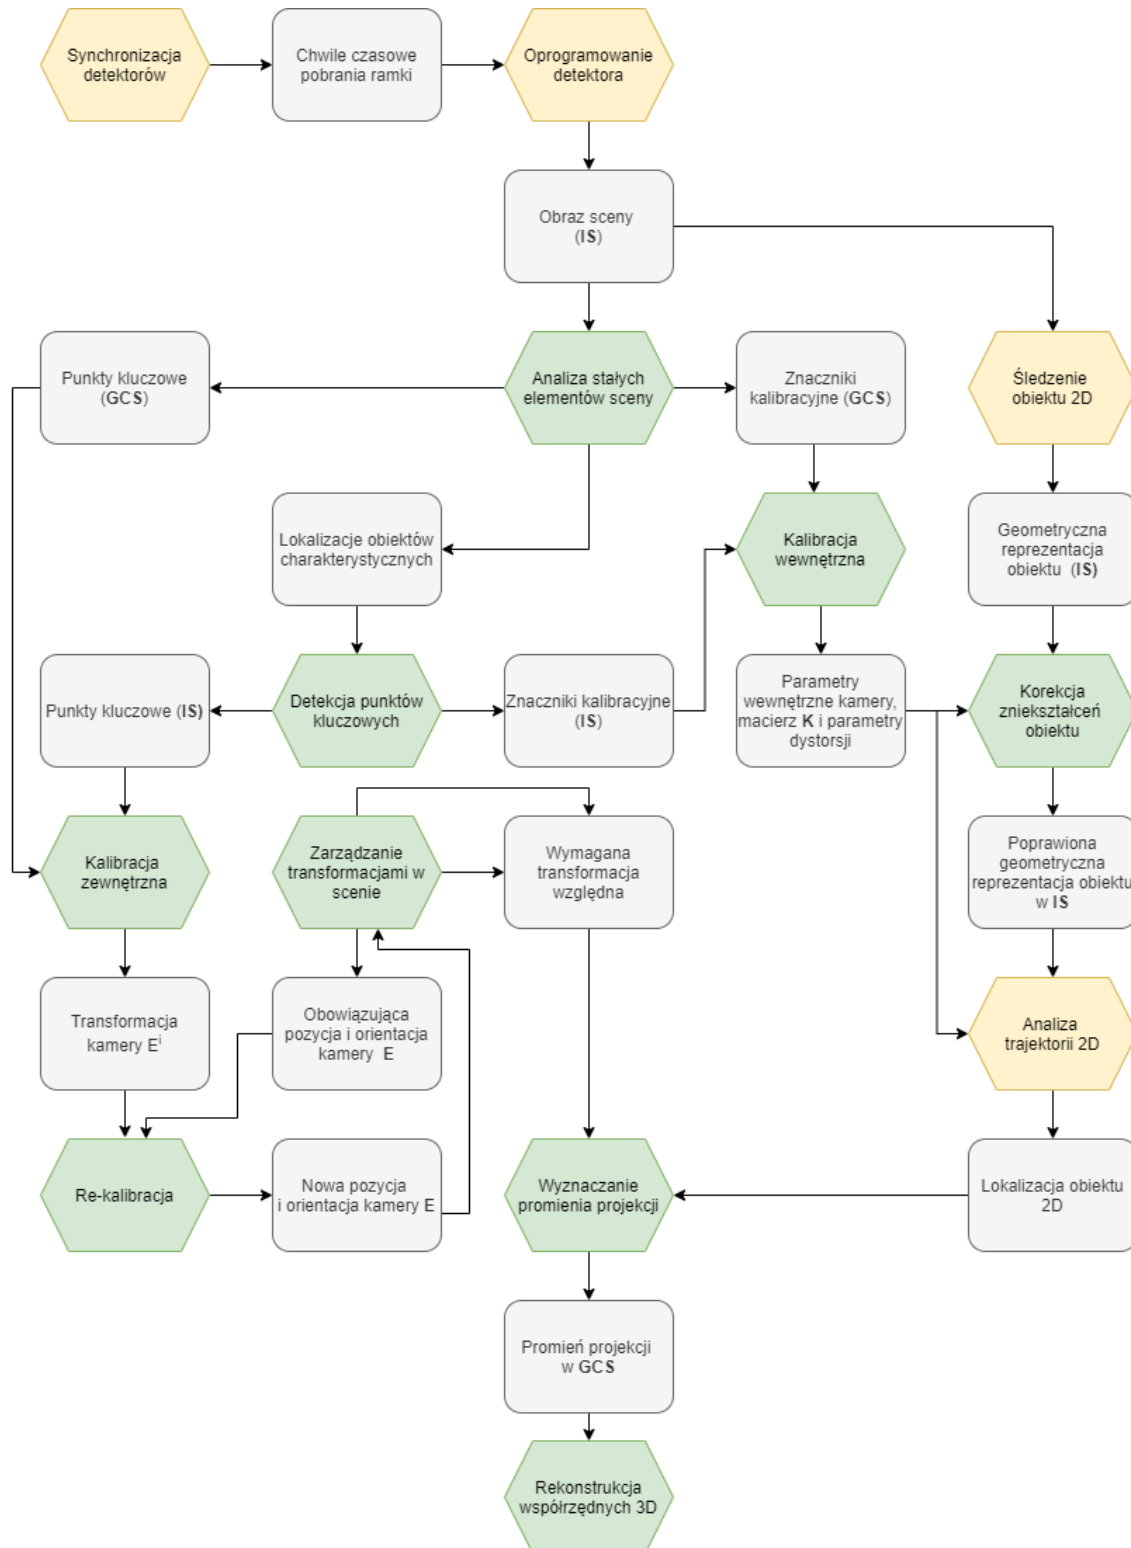 Synchronizacja
detektorów
Chwile czasowe
pobrania ramki
Oprogramowanie
detektora
Obraz sceny
(IS)
Punkty kluczowe
(GCS)
Analiza stałych
elementów sceny
Znaczniki
kalibracyjne (GCS)
Śledzenie
obiektu 2D
Lokalizacje obiektów
charakterystycznych
Kalibracja
wewnętrzna
Geometryczna
reprezentacja
obiektu (IS)
Punkty kluczowe (IS)
Detekcja punktów
kluczowych
Znaczniki kalibracyjne
(IS)
Parametry
wewnętrzne kamery,
macierz K i parametry
dystorsji
Korekcja
zniekształceń
obiektu
Kalibracja
zewnętrzna
Zarządzanie
transformacjami w
scenie
Wymagana
transformacja
względna
Poprawiona
geometryczna
reprezentacja obiektu
w IS
Transformacja
kamery Eⁱ
Obowiązująca
pozycja i orientacja
kamery E
Analiza
trajektorii 2D
Re-kalibracja
Nowa pozycja
i orientacja kamery E
Wyznaczanie
promienia projekcji
Lokalizacja obiektu
2D
Promień projekcji
w GCS
Rekonstrukcja
współrzędnych 3D